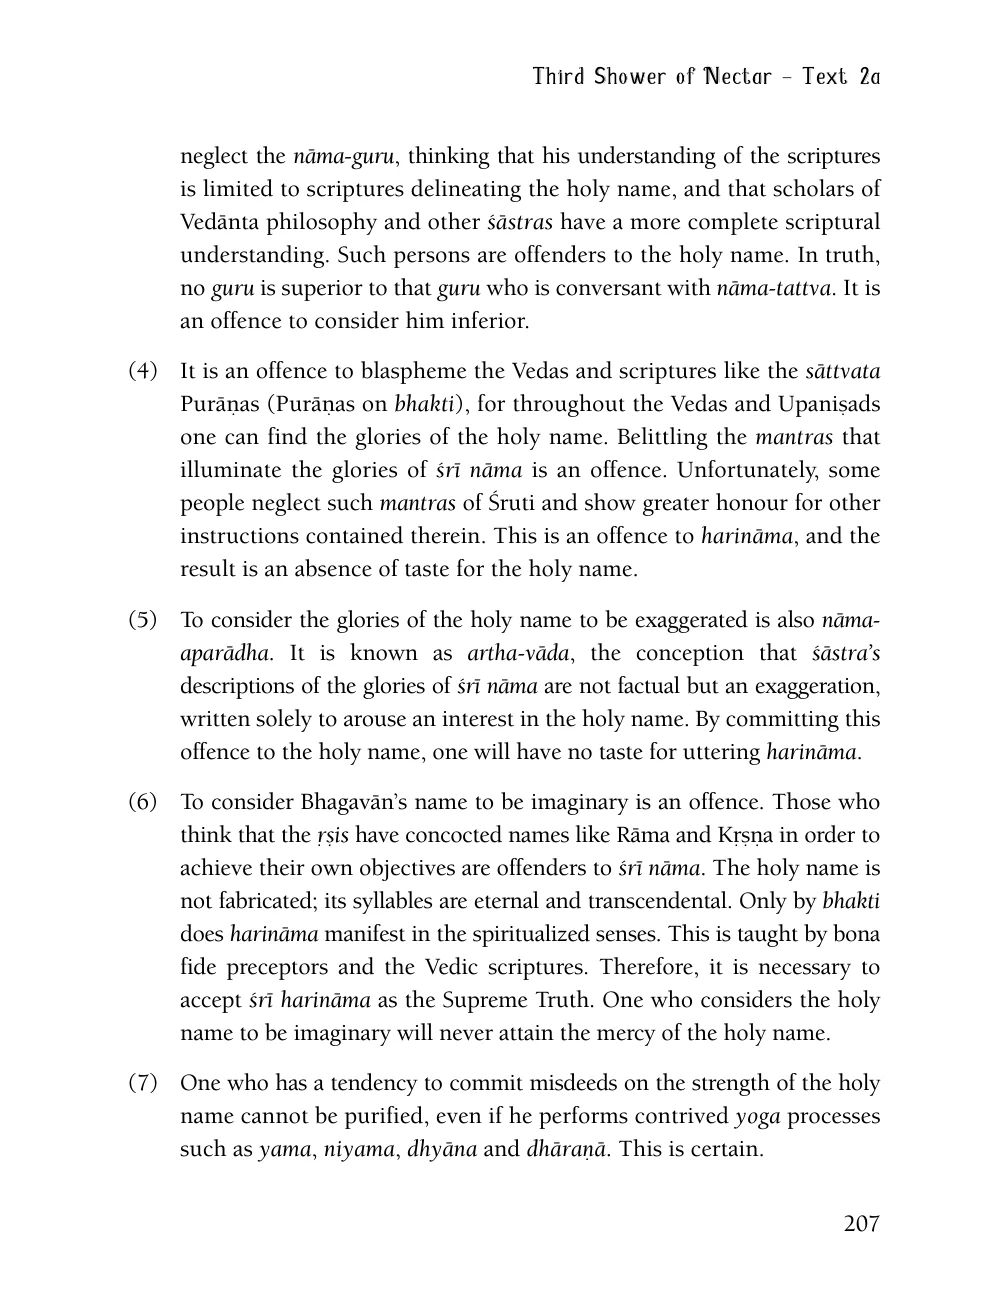 Third Shower of Nectar – Text 2a
neglect the nāma-guru, thinking that his understanding of the scriptures
is limited to scriptures delineating the holy name, and that scholars of
Vedānta philosophy and other śāstras have a more complete scriptural
understanding. Such persons are offenders to the holy name. In truth,
no guru is superior to that guru who is conversant with nāma-tattva. It is
an offence to consider him inferior.
(4) It is an offence to blaspheme the Vedas and scriptures like the sāttvata
Purāṇas (Purāṇas on bhakti), for throughout the Vedas and Upaniṣads
one can find the glories of the holy name. Belittling the mantras that
illuminate the glories of śrī nāma is an offence. Unfortunately, some
people neglect such mantras of Śruti and show greater honour for other
instructions contained therein. This is an offence to harināma, and the
result is an absence of taste for the holy name.
(5) To consider the glories of the holy name to be exaggerated is also nāma-
aparādha. It is known as artha-vāda, the conception that śāstra’s
descriptions of the glories of śrī nāma are not factual but an exaggeration,
written solely to arouse an interest in the holy name. By committing this
offence to the holy name, one will have no taste for uttering harināma.
(6) To consider Bhagavān’s name to be imaginary is an offence. Those who
think that the ṛṣis have concocted names like Rāma and Kṛṣṇa in order to
achieve their own objectives are offenders to śrī nāma. The holy name is
not fabricated; its syllables are eternal and transcendental. Only by bhakti
does harināma manifest in the spiritualized senses. This is taught by bona
fide preceptors and the Vedic scriptures. Therefore, it is necessary to
accept śrī harināma as the Supreme Truth. One who considers the holy
name to be imaginary will never attain the mercy of the holy name.
(7) One who has a tendency to commit misdeeds on the strength of the holy
name cannot be purified, even if he performs contrived yoga processes
such as yama, niyama, dhyāna and dhāraṇā. This is certain.
207